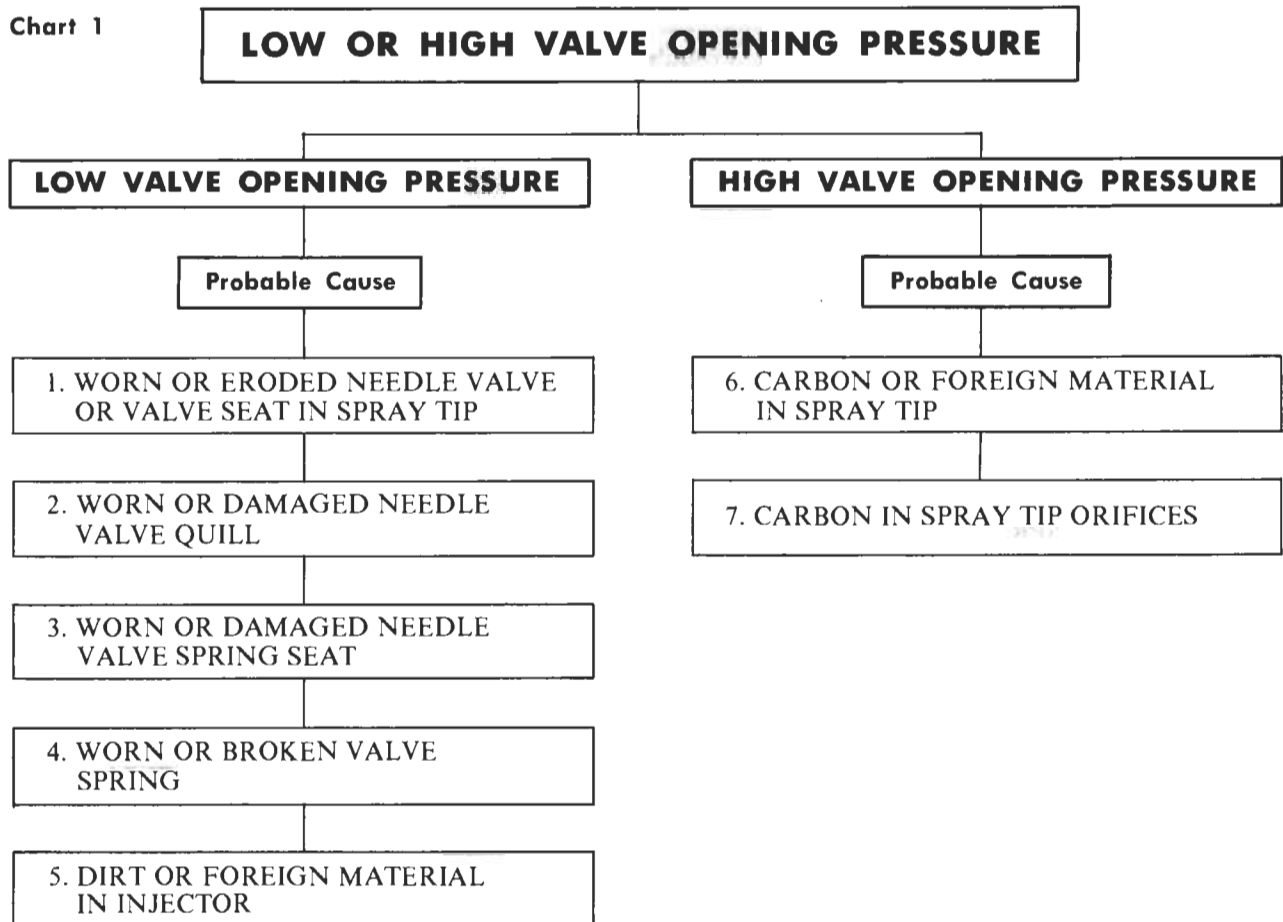 Chart 1
LOW OR HIGH VALVE OPENING PRESSURE
LOW VALVE OPENING PRESSURE
Probable Cause
1. WORN OR ERODED NEEDLE VALVE
OR VALVE SEAT IN SPRAY TIP
2. WORN OR DAMAGED NEEDLE
VALVE QUILL
3. WORN OR DAMAGED NEEDLE
VALVE SPRING SEAT
4. WORN OR BROKEN VALVE
SPRING
5. DIRT OR FOREIGN MATERIAL
IN INJECTOR
HIGH VALVE OPENING PRESSURE
Probable Cause
6. CARBON OR FOREIGN MATERIAL
IN SPRAY TIP
7. CARBON IN SPRAY TIP ORIFICES